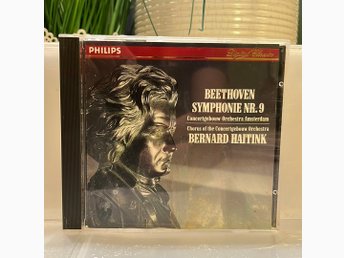 PHILIPS
Digital Classics
BEETHOVEN
SYMPHONIE NR. 9
Concertgebouw Orchestra Amsterdam
Chorus of the Concertgebouw Orchestra
BERNARD HAITINK